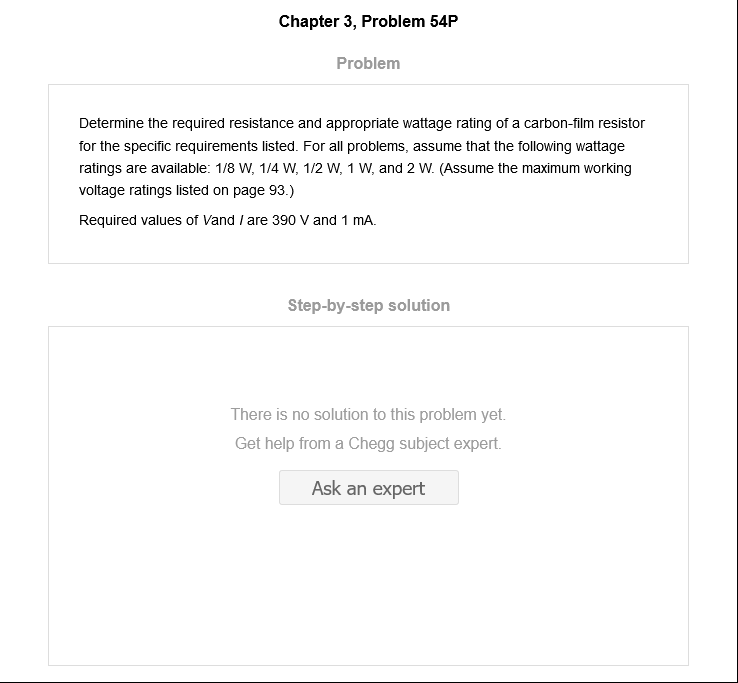 Chapter 3, Problem 54P
Problem
Determine the required resistance and appropriate wattage rating of a carbon-film resistor
for the specific requirements listed. For all problems, assume that the following wattage
ratings are available: 1/8 W, 1/4 W, 1/2 W, 1 W, and 2 W. (Assume the maximum working
voltage ratings listed on page 93.)
Required values of Vand I are 390 V and 1 mA.
Step-by-step solution
There is no solution to this problem yet.
Get help from a Chegg subject expert.
Ask an expert